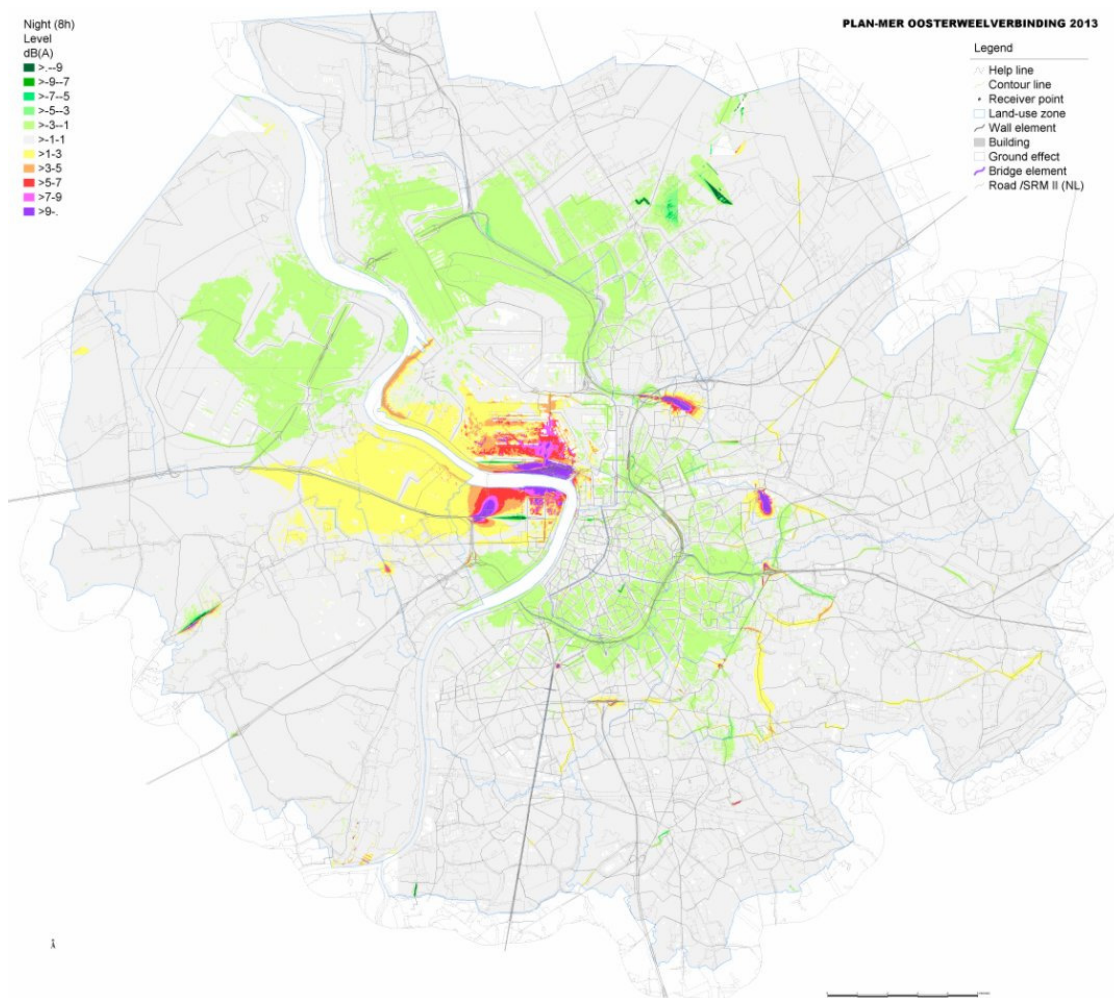 Night (8h)
Level
dB(A)
>.--9
>-9--7
>-7--5
>-5--3
>-3--1
>-1-1
>1-3
>3-5
>5-7
>7-9
>9-.
PLAN-MER OOSTERWEELVERBINDING 2013
Legend
Help line
Contour line
Receiver point
Land-use zone
Wall element
Building
Ground effect
Bridge element
Road /SRM II (NL)